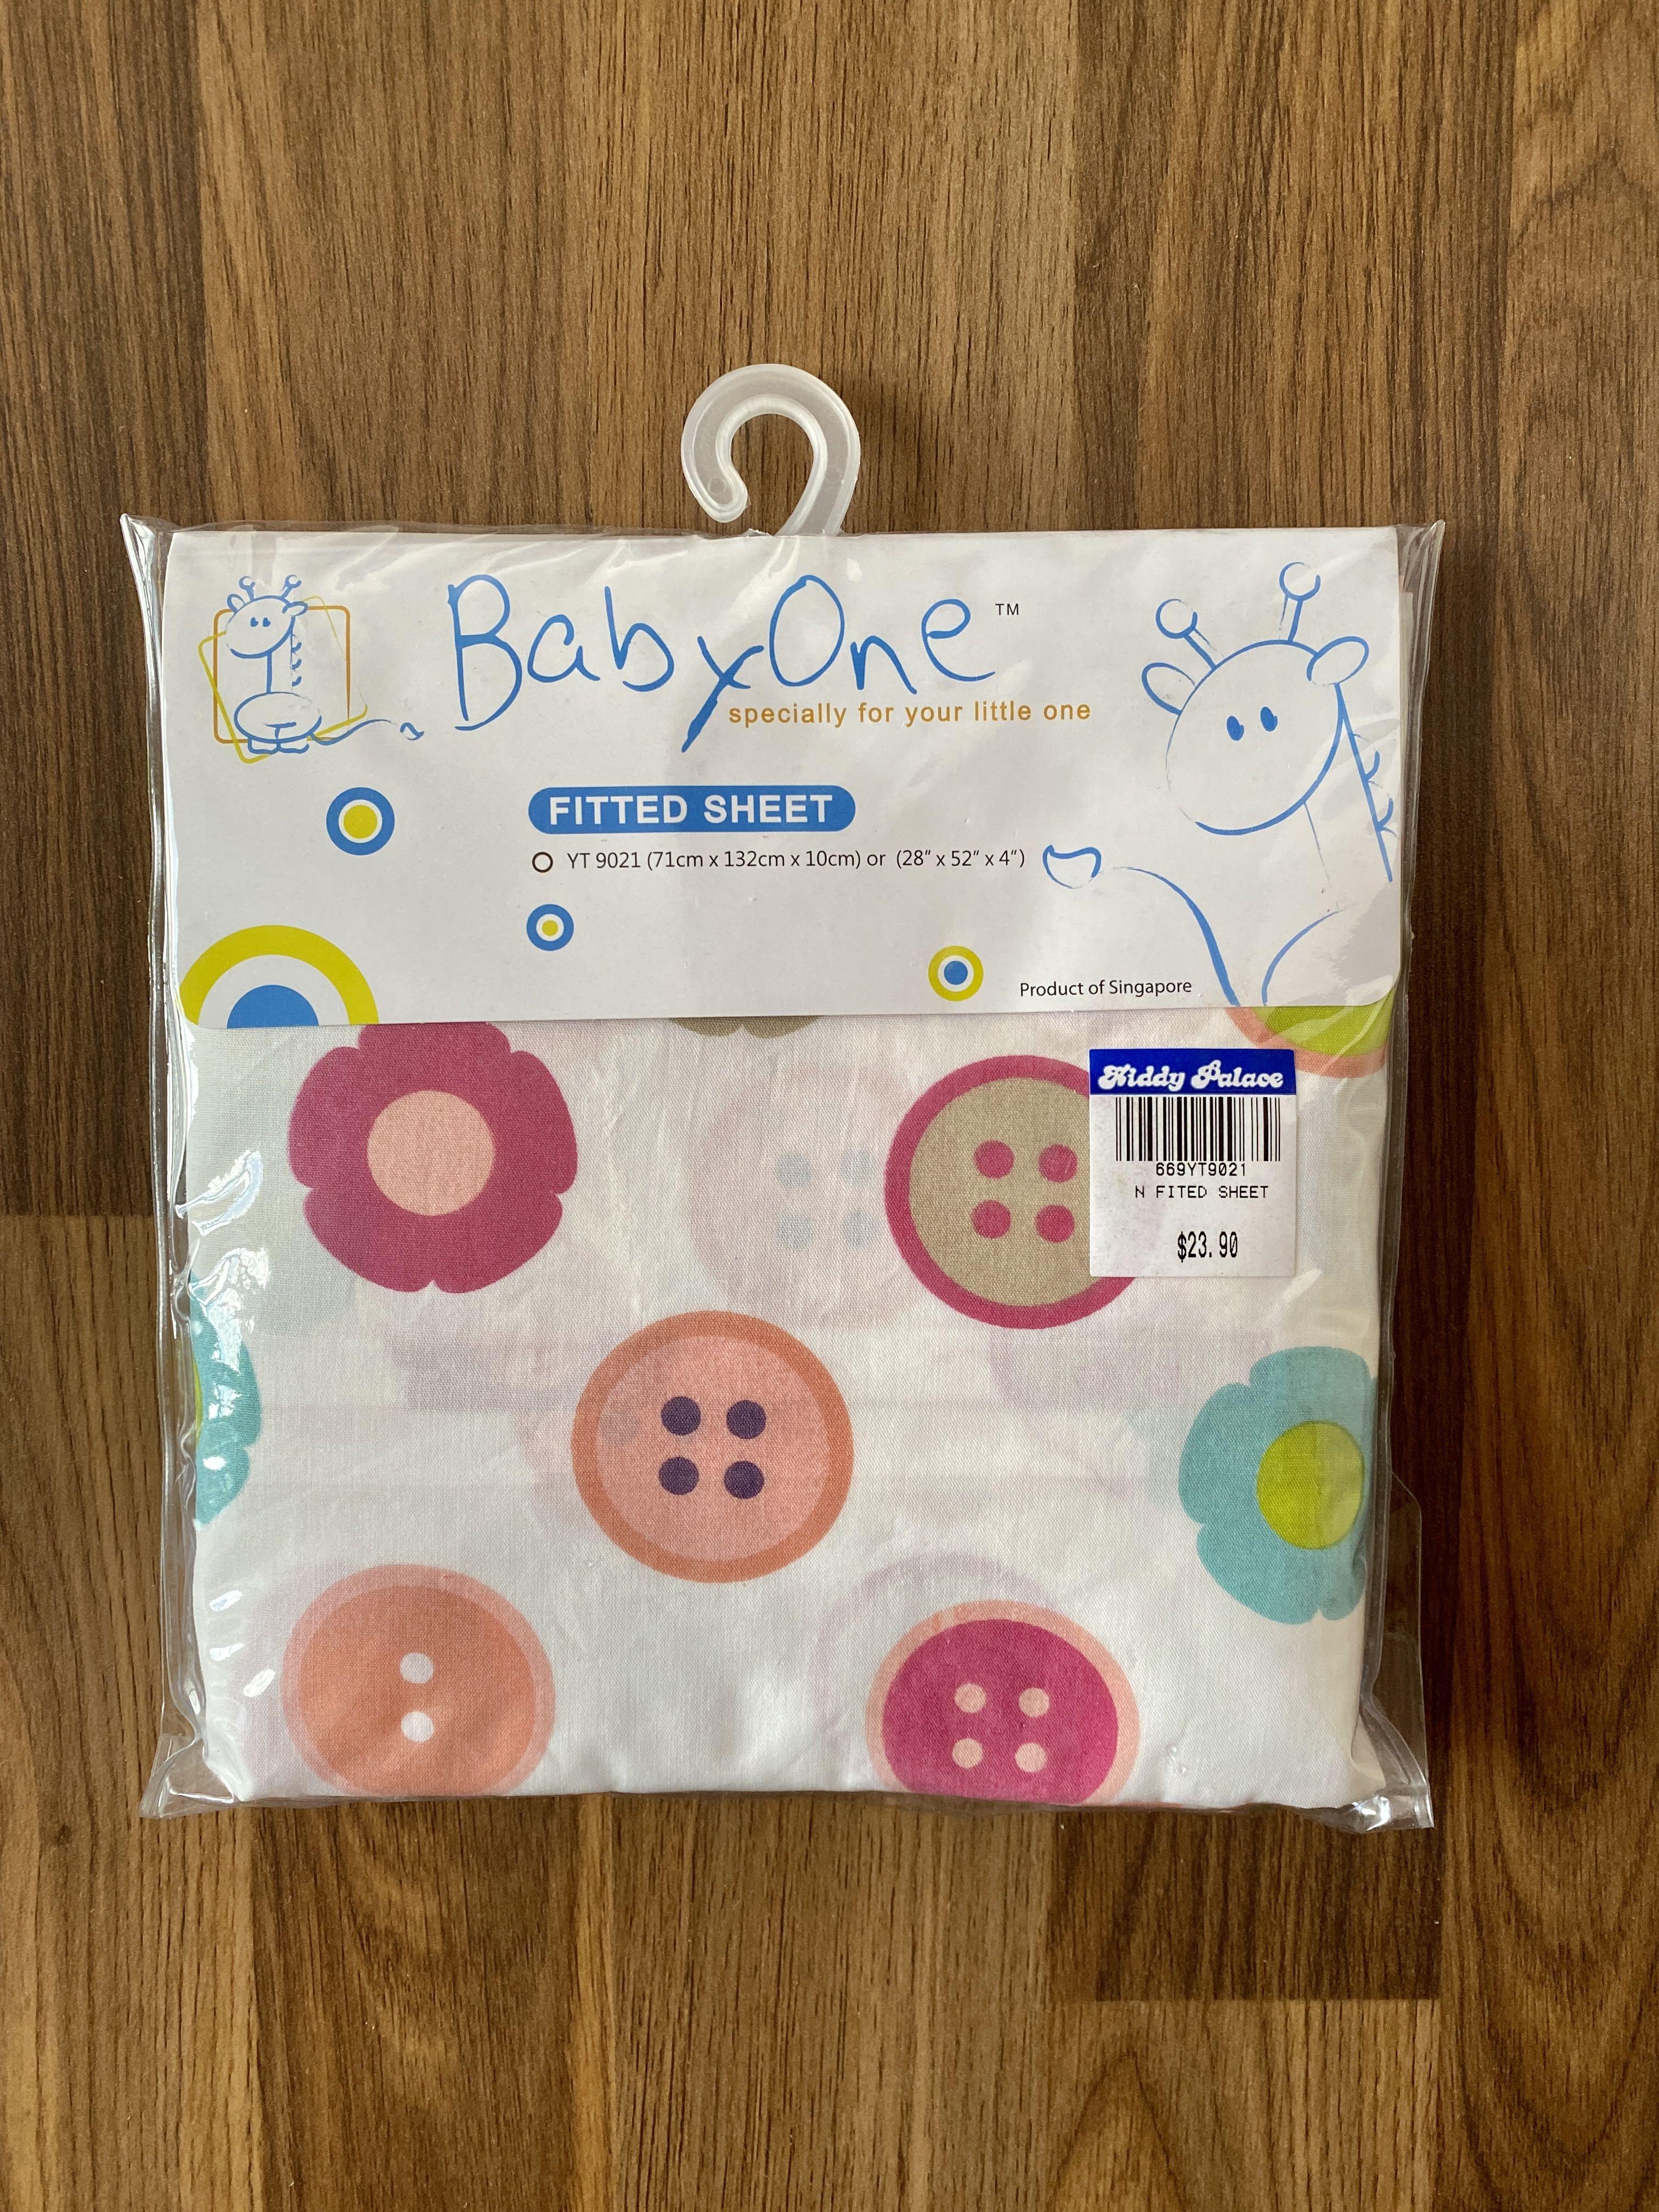 BabyOne™
specially for your little one
FITTED SHEET
YT 9021 (71cm x 132cm x 10cm) or (28" x 52" x 4")
Product of Singapore
Kiddy Palace
669YT9021
N FITED SHEET
$23.90